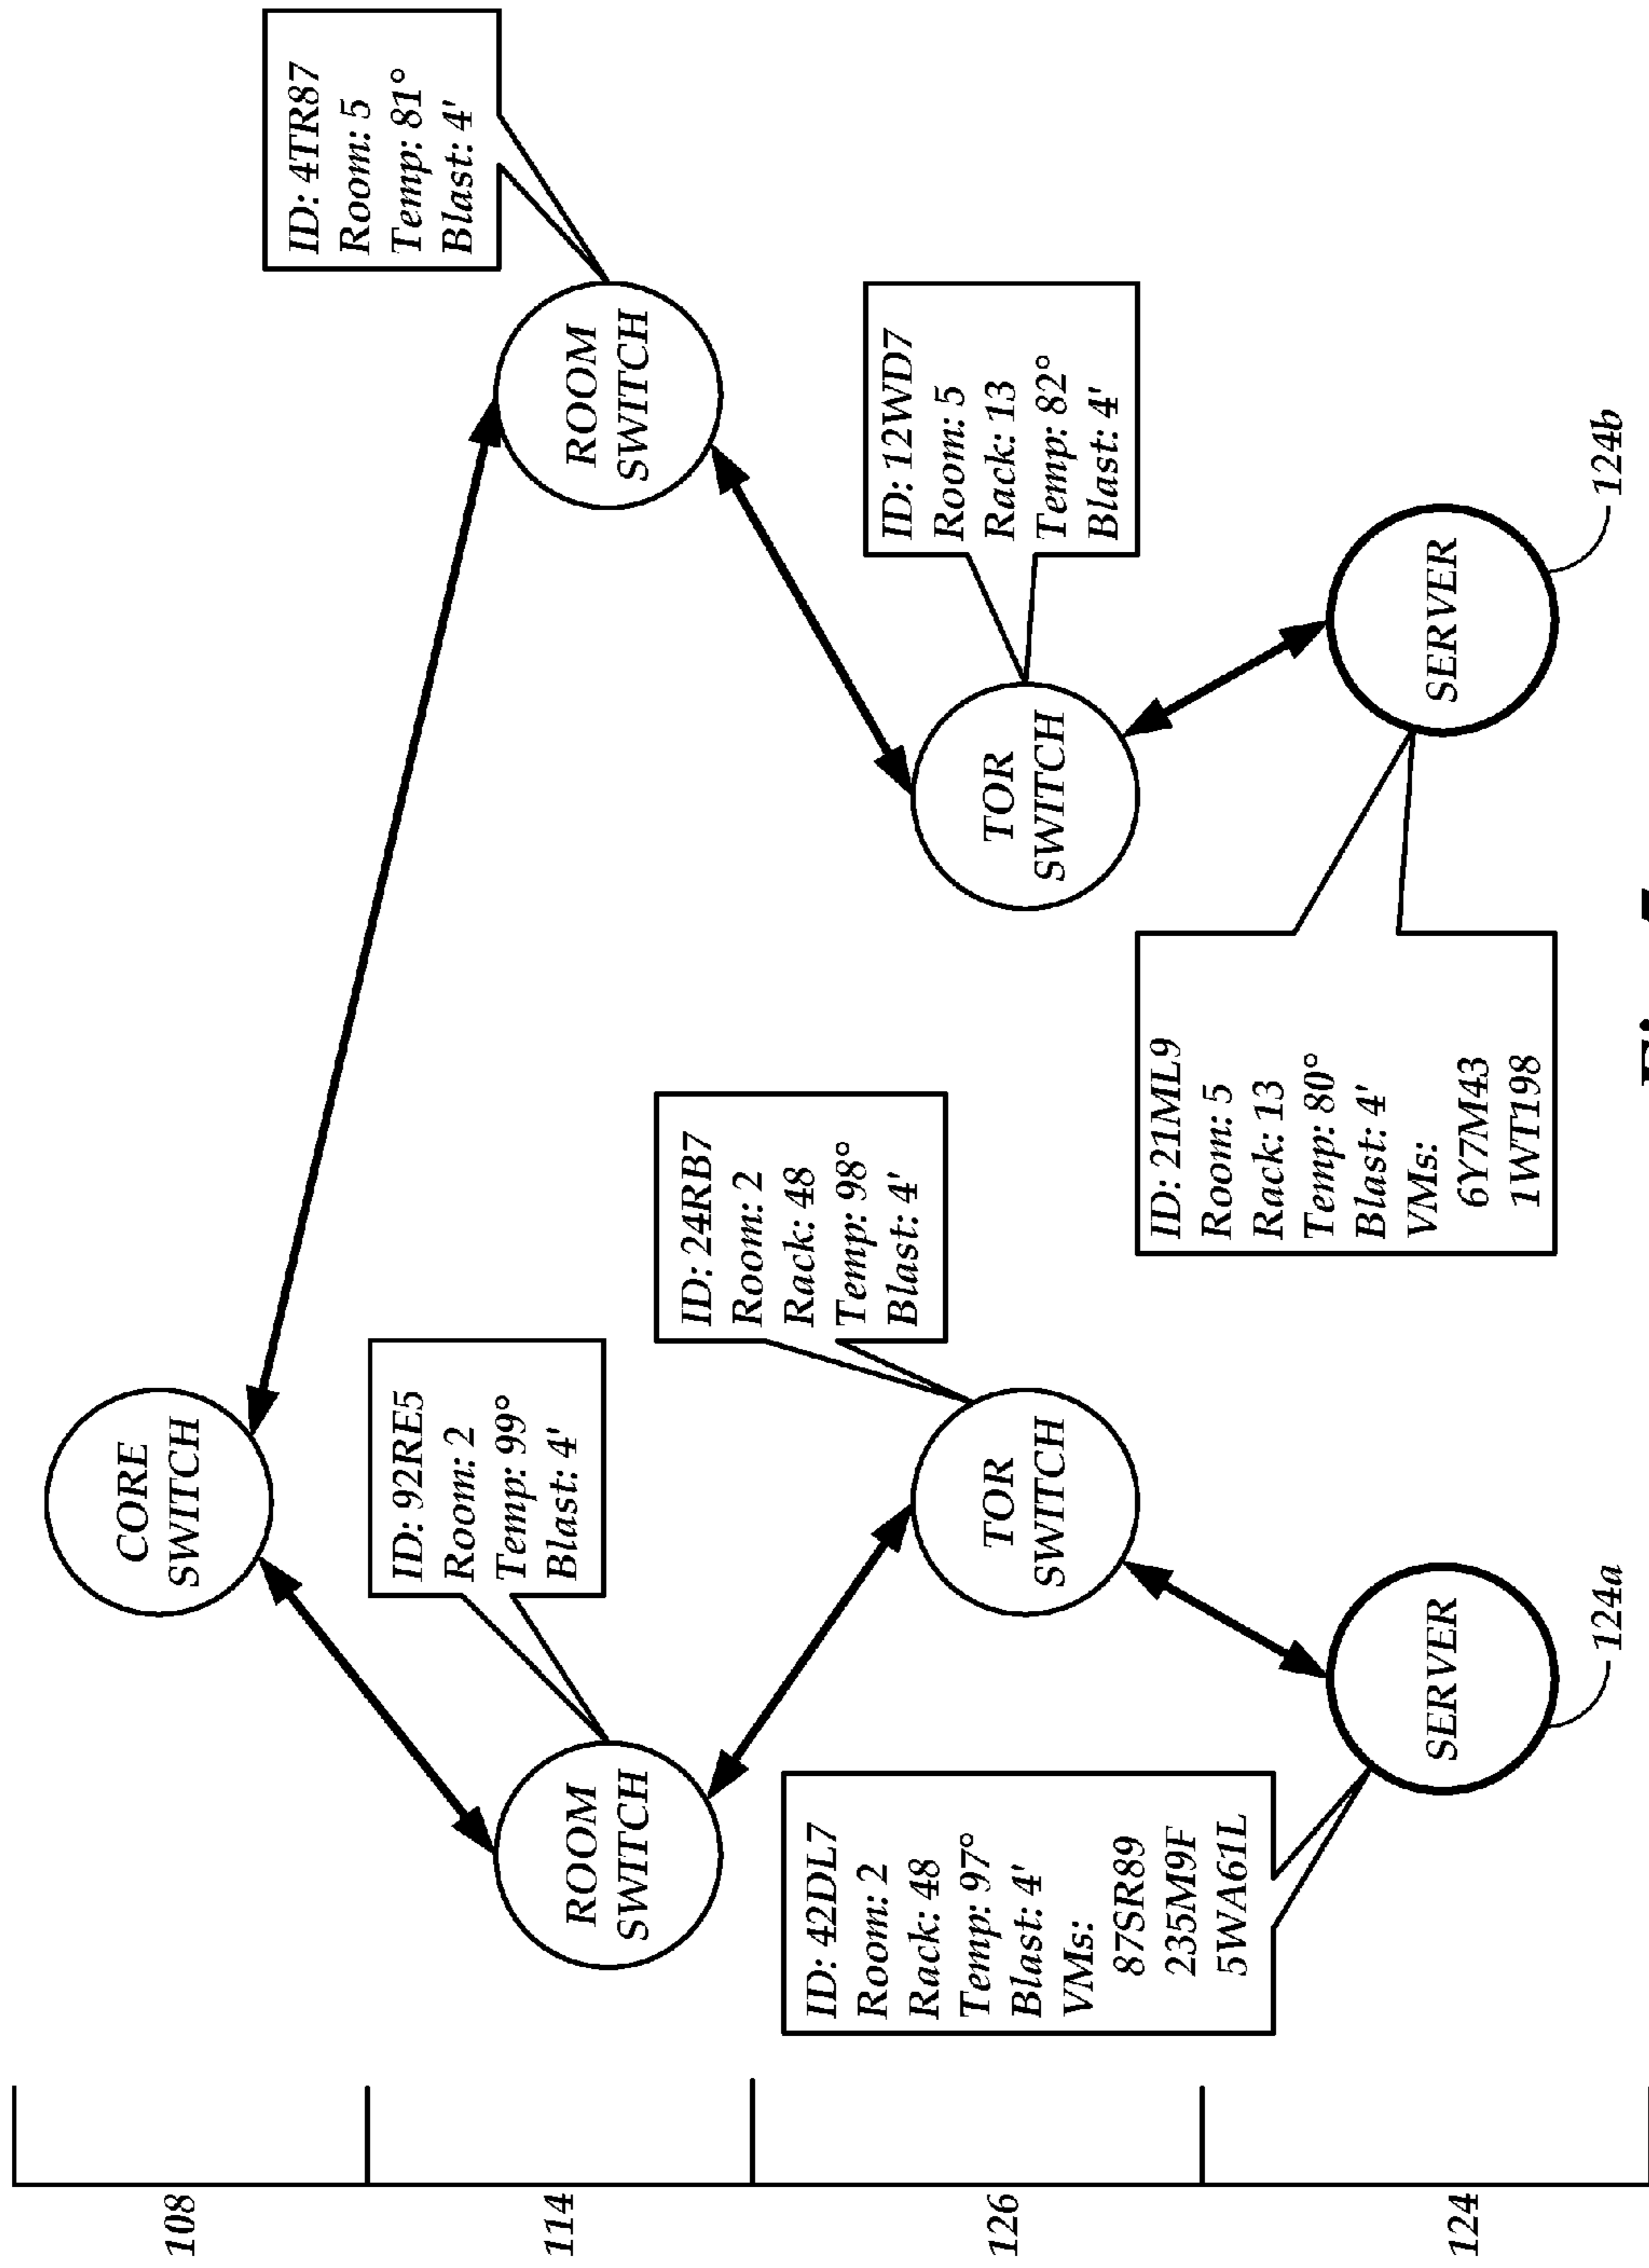 108
CORE
SWITCH
114
ROOM
SWITCH
ID: 92RE5
Room: 2
Temp: 99°
Blast: 4'
ROOM
SWITCH
ID: 4TR87
Room: 5
Temp: 81°
Blast: 4'
126
TOR
SWITCH
ID: 24RB7
Room: 2
Rack: 48
Temp: 98°
Blast: 4'
TOR
SWITCH
ID: 12WD7
Room: 5
Rack: 13
Temp: 82°
Blast: 4'
124
ID: 42DL7
Room: 2
Rack: 48
Temp: 97°
Blast: 4'
VMs:
87SR89
235M9F
5WA61L
SERVER
124a
ID: 21ML9
Room: 5
Rack: 13
Temp: 80°
Blast: 4'
VMs:
6Y7M43
1WT198
SERVER
124b